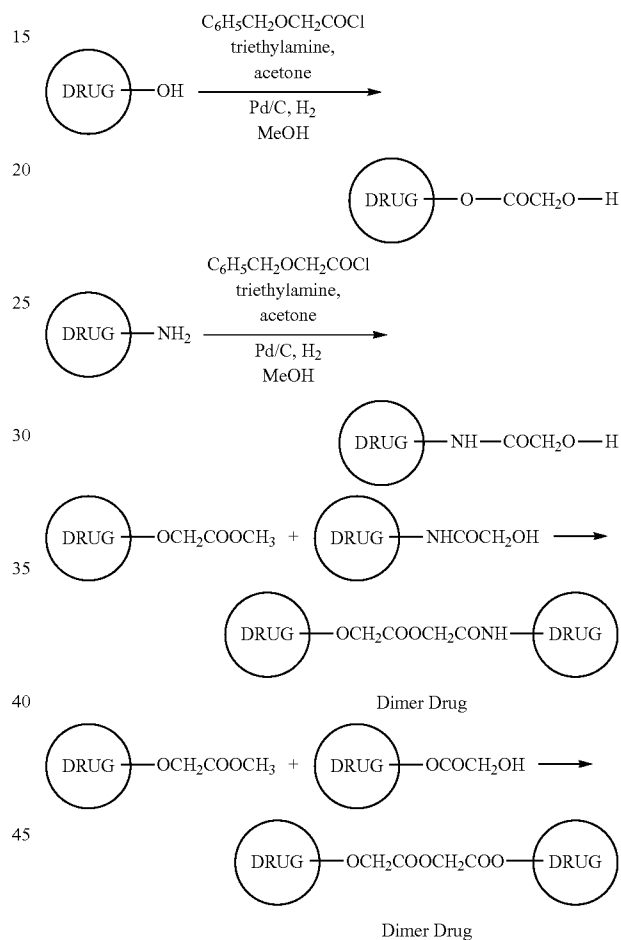 15
C6H5CH2OCH2COCl
triethylamine,
acetone
DRUG—OH
Pd/C, H2
MeOH
20
DRUG—O—COCH2O—H
25
C6H5CH2OCH2COCl
triethylamine,
acetone
DRUG—NH2
Pd/C, H2
MeOH
30
DRUG—NH—COCH2O—H
DRUG—OCH2COOCH3 + DRUG—NHCOCH2OH
35
DRUG—OCH2COOCH2CONH—DRUG
Dimer Drug
40
DRUG—OCH2COOCH3 + DRUG—OCOCH2OH
45
DRUG—OCH2COOCH2COO—DRUG
Dimer Drug